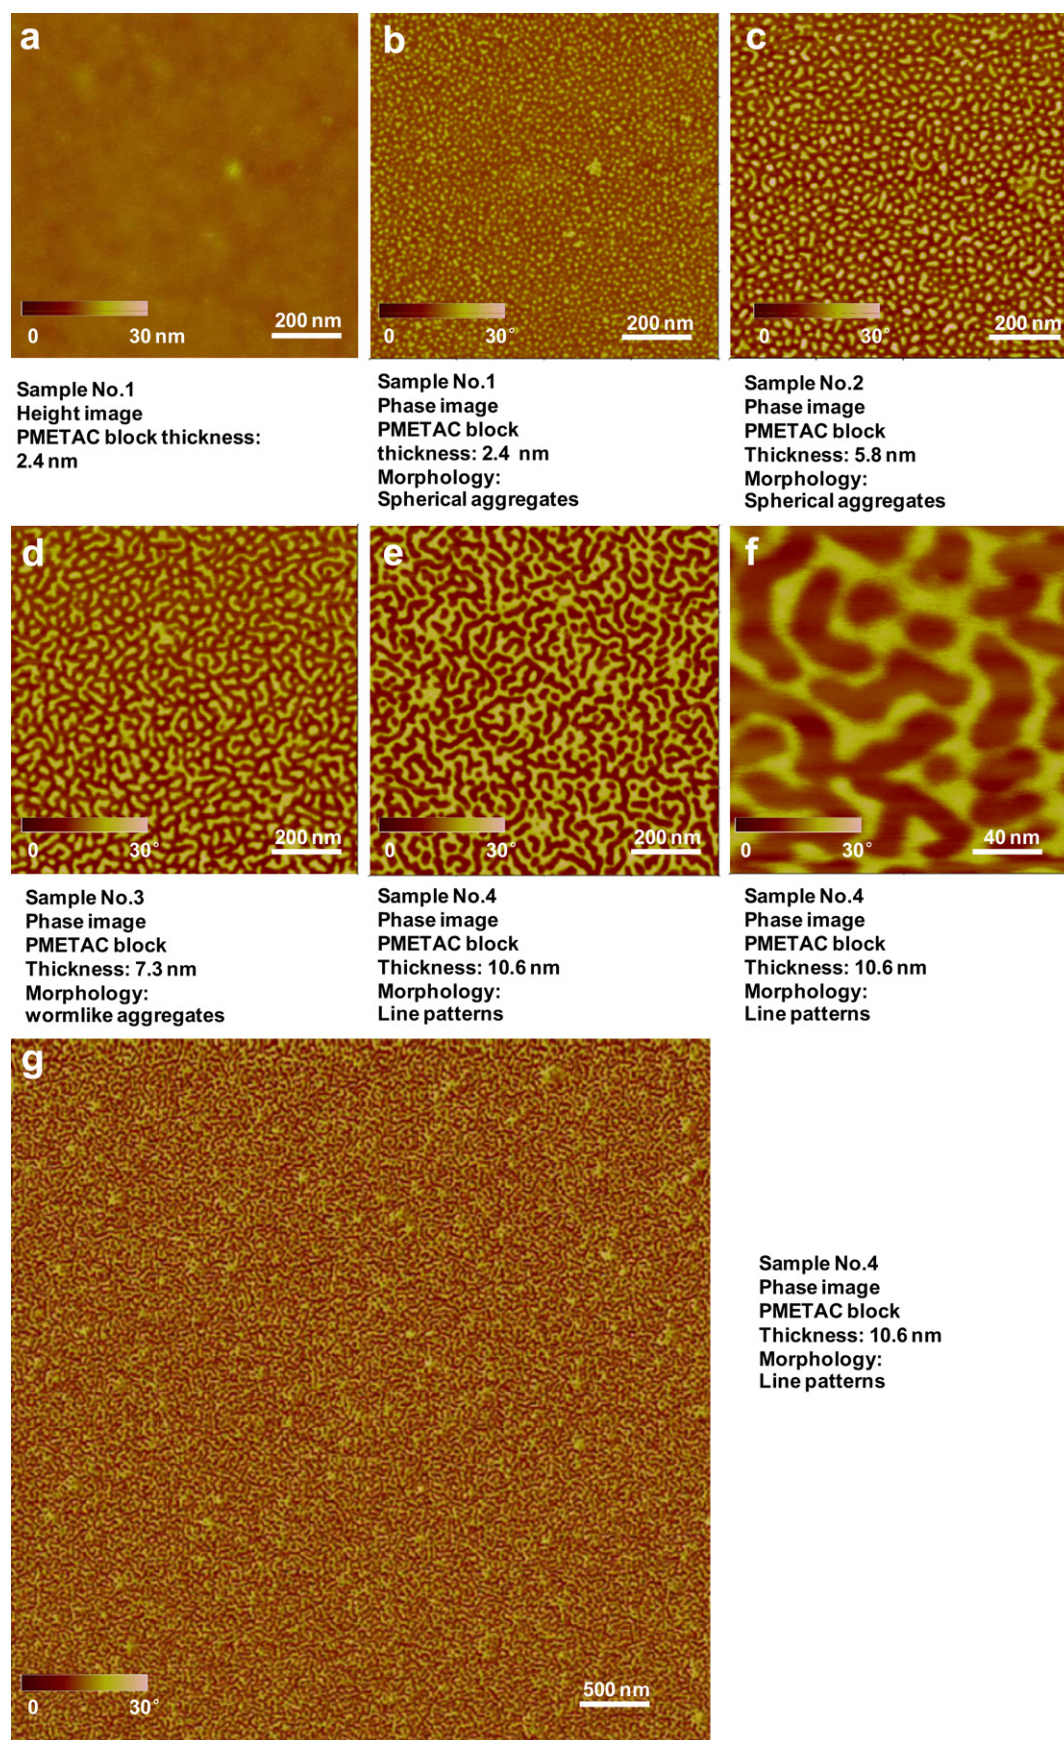 a
0 30 nm
200 nm
Sample No.1
Height image
PMETAC block thickness:
2.4 nm
b
0 30°
200 nm
Sample No.1
Phase image
PMETAC block
thickness: 2.4 nm
Morphology:
Spherical aggregates
c
0 30°
200 nm
Sample No.2
Phase image
PMETAC block
Thickness: 5.8 nm
Morphology:
Spherical aggregates
d
0 30°
200 nm
Sample No.3
Phase image
PMETAC block
Thickness: 7.3 nm
Morphology:
wormlike aggregates
e
0 30°
200 nm
Sample No.4
Phase image
PMETAC block
Thickness: 10.6 nm
Morphology:
Line patterns
f
0 30°
40 nm
Sample No.4
Phase image
PMETAC block
Thickness: 10.6 nm
Morphology:
Line patterns
g
0 30°
500 nm
Sample No.4
Phase image
PMETAC block
Thickness: 10.6 nm
Morphology:
Line patterns